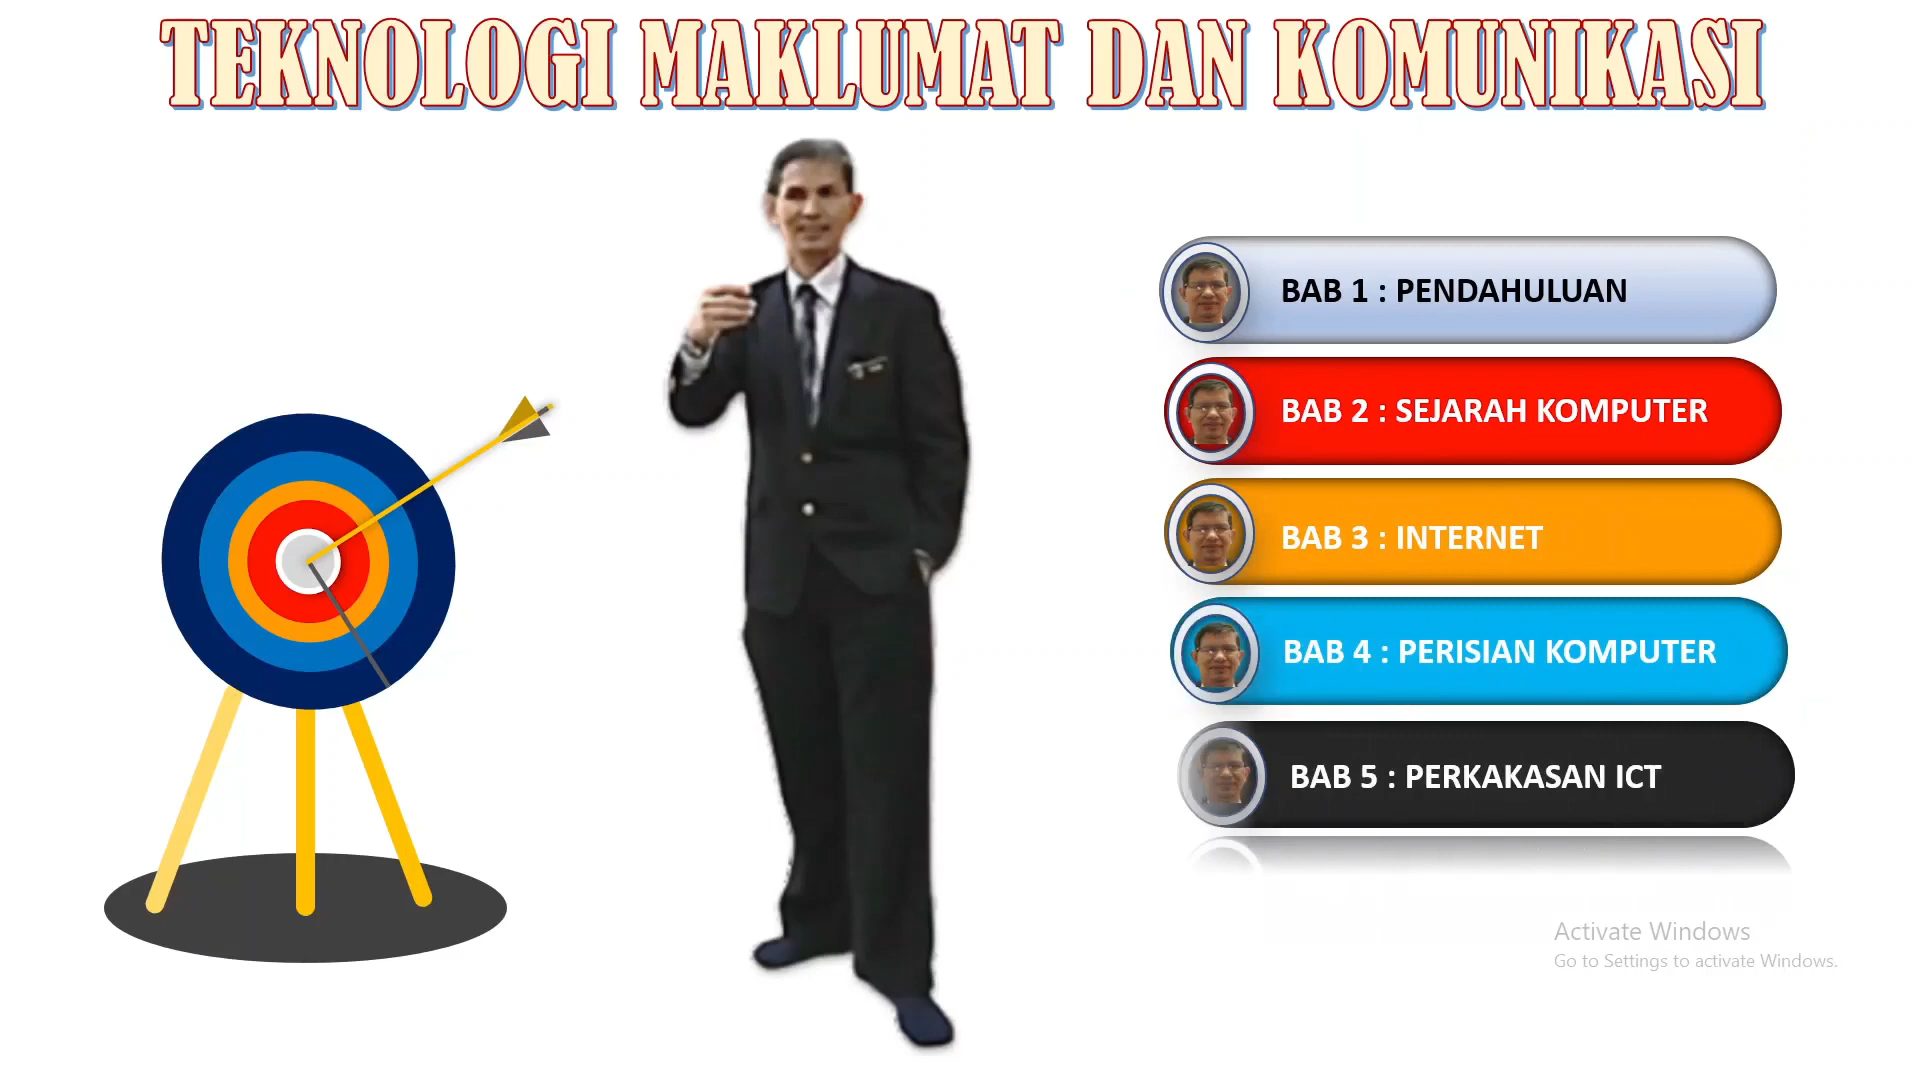 TEKNOLOGI MAKLUMAT DAN KOMUNIKASI
BAB 1 : PENDAHULUAN
BAB 2 : SEJARAH KOMPUTER
BAB 3 : INTERNET
BAB 4 : PERISIAN KOMPUTER
BAB 5 : PERKAKASAN ICT
Activate Windows
Go to Settings to activate Windows.